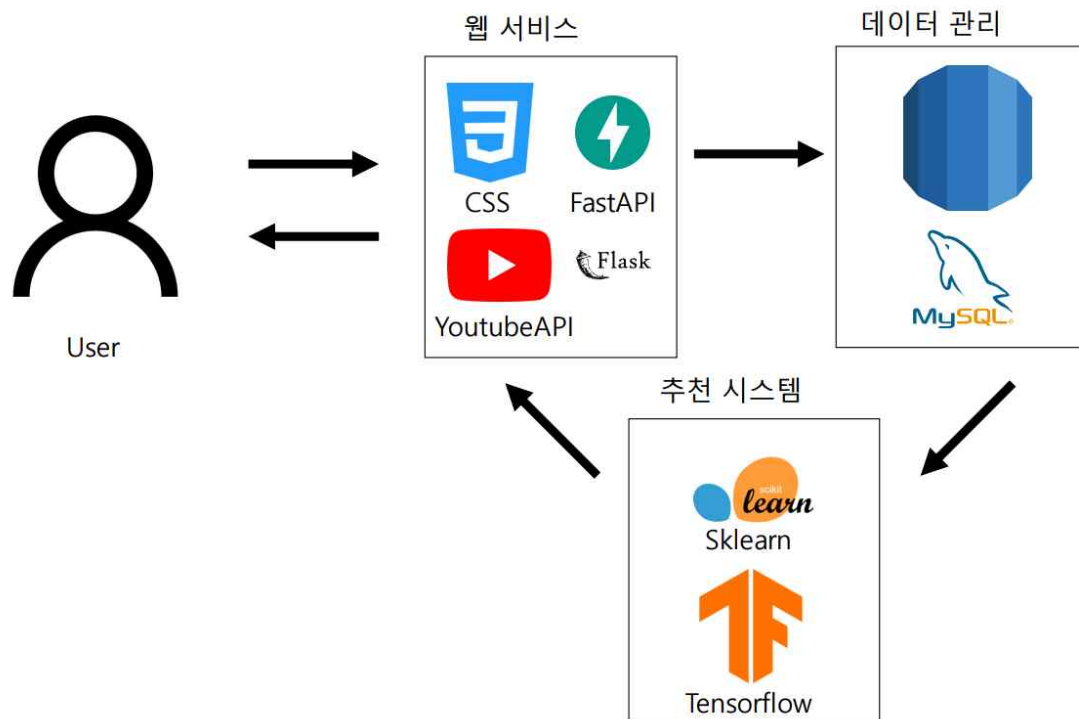 웹 서비스
데이터 관리
CSS
FastAPI
Flask
YoutubeAPI
MySQL
User
추천 시스템
scikit
learn
Sklearn
Tensorflow